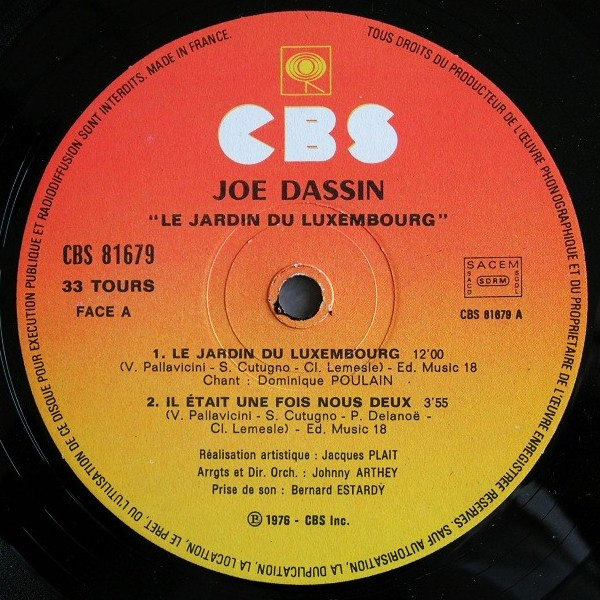 CBS
JOE DASSIN
"LE JARDIN DU LUXEMBOURG"
CBS 81679
33 TOURS
FACE A
SACEM
SACD
SDRM
SGDL
CBS 81679 A
1. LE JARDIN DU LUXEMBOURG 12'00
(V. Pallavicini - S. Cutugno - Cl. Lemesle) - Ed. Music 18
Chant : Dominique POULAIN
2. IL ÉTAIT UNE FOIS NOUS DEUX 3'55
(V. Pallavicini - S. Cutugno - P. Delanoë -
Cl. Lemesle) - Ed. Music 18
Réalisation artistique : Jacques PLAIT
Arrgts et Dir. Orch. : Johnny ARTHEY
Prise de son : Bernard ESTARDY
Ⓟ 1976 - CBS Inc.
TOUS DROITS DU PRODUCTEUR DE L'ŒUVRE PHONOGRAPHIQUE ET DU PROPRIÉTAIRE DE L'ŒUVRE ENREGISTRÉE RÉSERVÉS. SAUF AUTORISATION, LA DUPLICATION, LA LOCATION, LE PRET, OU L'UTILISATION DE CE DISQUE POUR EXECUTION PUBLIQUE ET RADIODIFFUSION SONT INTERDITS. MADE IN FRANCE.